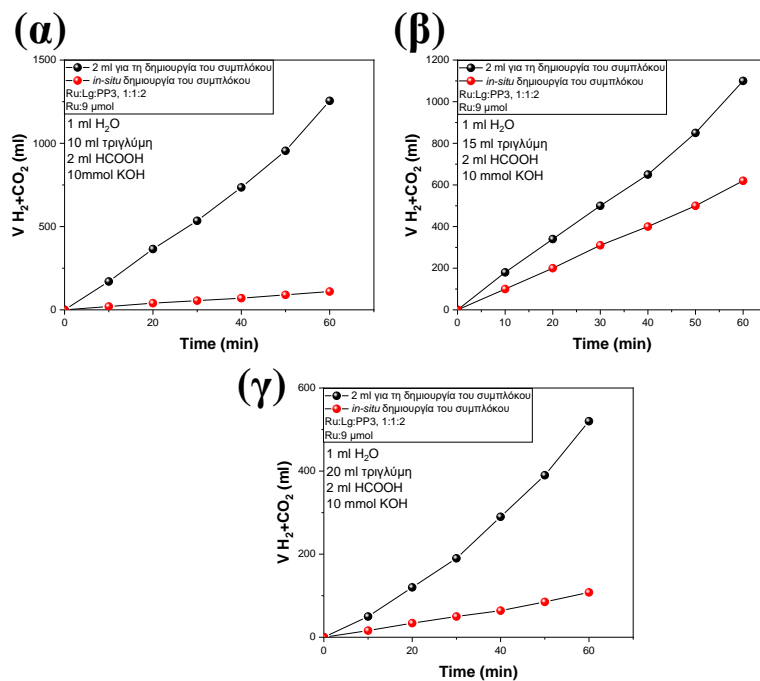 (α)
2 ml για τη δημιουργία του συμπλόκου
in-situ δημιουργία του συμπλόκου
Ru:Lg:PP3, 1:1:2
Ru:9 μmol
1 ml H₂O
10 ml τριγλύμη
2 ml HCOOH
10mmol KOH
V H₂+CO₂ (ml)
1500
1000
500
0
0
20
40
60
Time (min)
(β)
2 ml για τη δημιουργία του συμπλόκου
in-situ δημιουργία του συμπλόκου
Ru:Lg:PP3, 1:1:2
Ru:9 μmol
1 ml H₂O
15 ml τριγλύμη
2 ml HCOOH
10 mmol KOH
V H₂+CO₂ (ml)
1200
1000
800
600
400
200
0
0
10
20
30
40
50
60
Time (min)
(γ)
2 ml για τη δημιουργία του συμπλόκου
in-situ δημιουργία του συμπλόκου
Ru:Lg:PP3, 1:1:2
Ru:9 μmol
1 ml H₂O
20 ml τριγλύμη
2 ml HCOOH
10 mmol KOH
V H₂+CO₂ (ml)
600
400
200
0
0
20
40
60
Time (min)